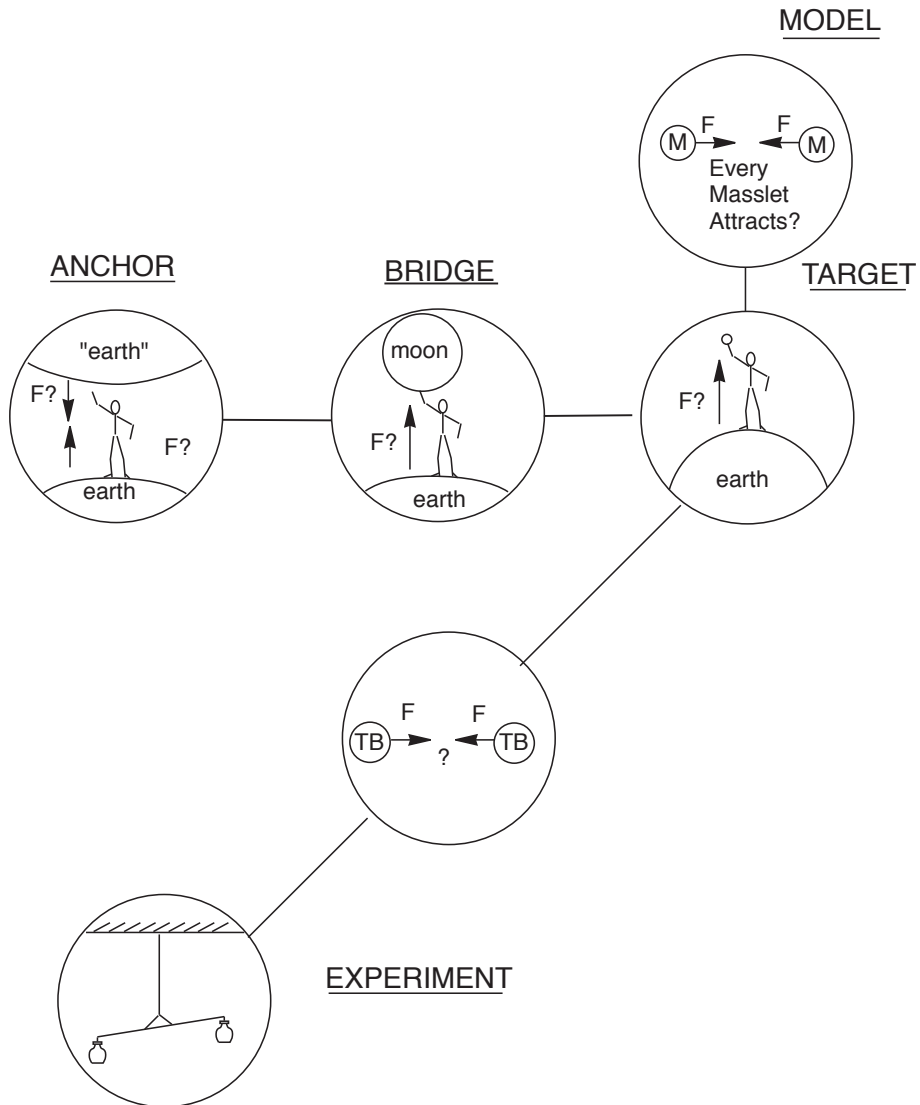 MODEL
F F
M M
Every
Masslet
Attracts?
ANCHOR
BRIDGE
TARGET
"earth"
F?
F?
earth
moon
F?
earth
F?
earth
F F
TB TB
?
EXPERIMENT